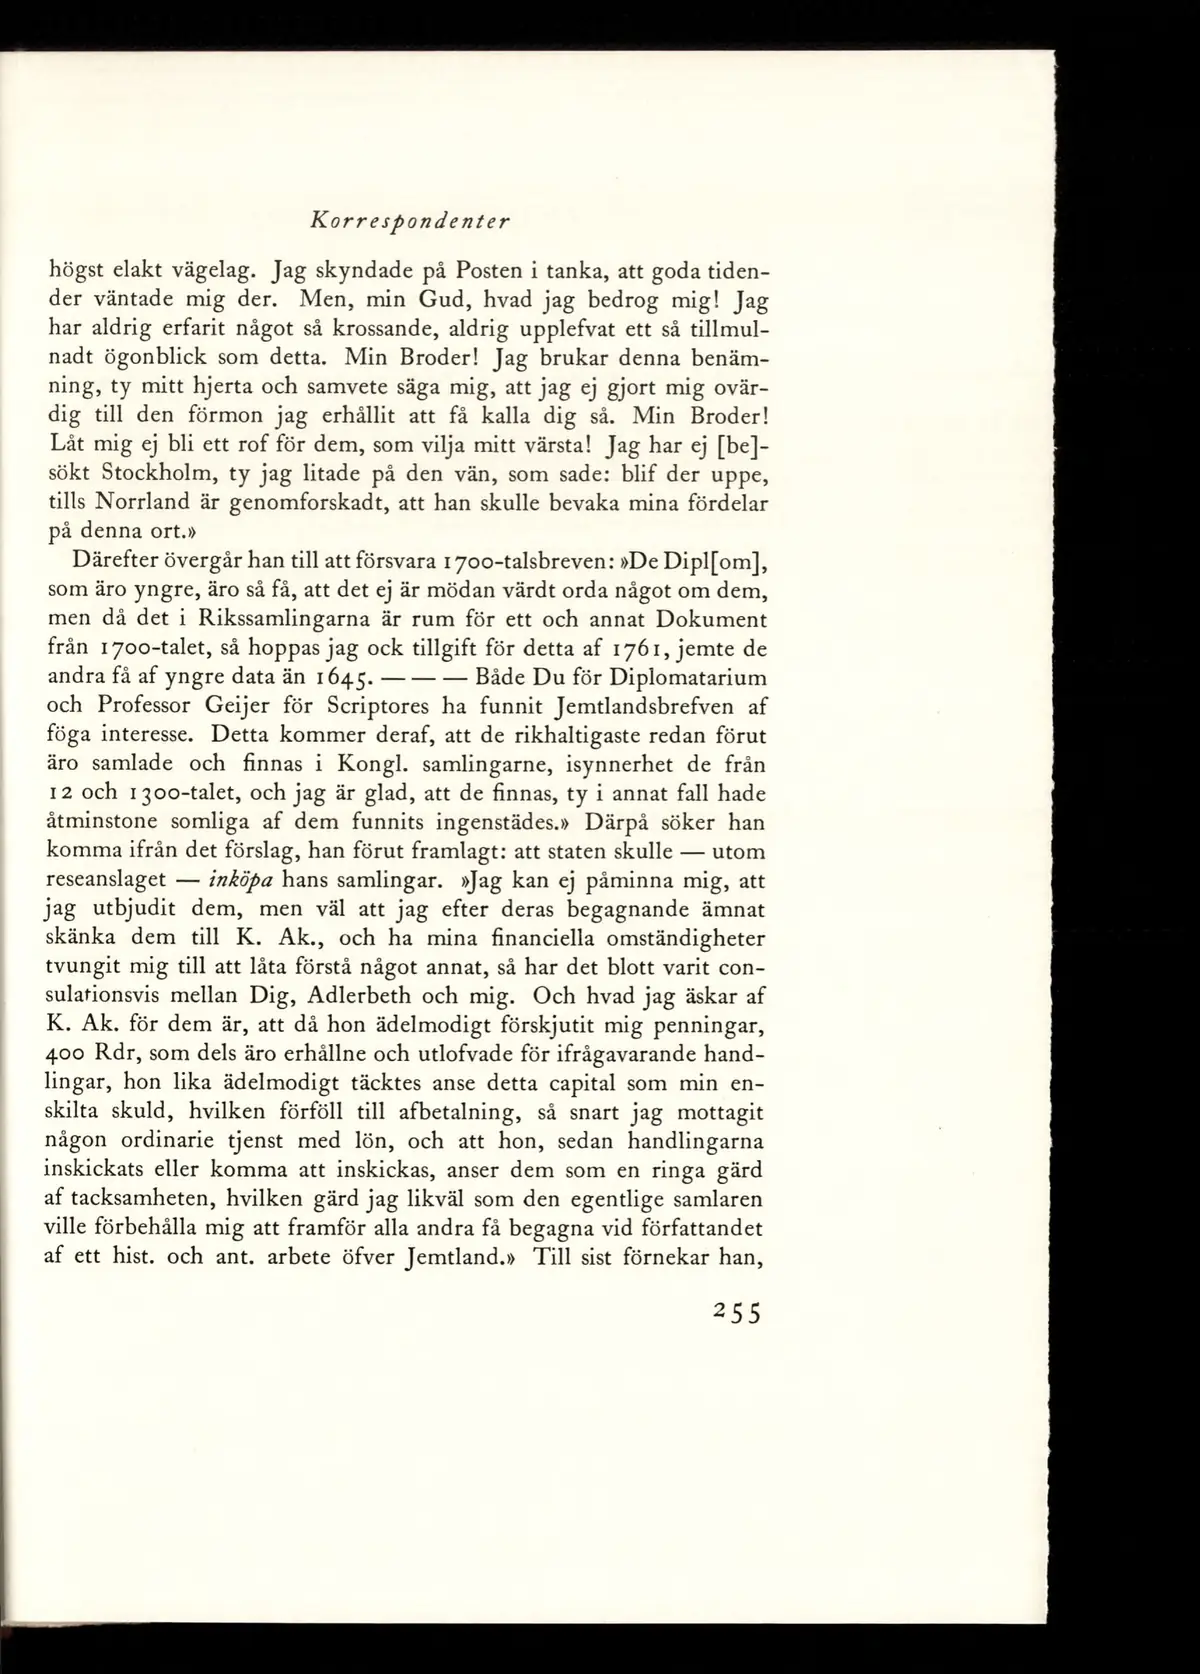 Korrespondenter
högst elakt vägelag. Jag skyndade på Posten i tanka, att goda tiden-
der väntade mig der. Men, min Gud, hvad jag bedrog mig! Jag
har aldrig erfarit något så krossande, aldrig upplefvat ett så tillmul-
nadt ögonblick som detta. Min Broder! Jag brukar denna benäm-
ning, ty mitt hjerta och samvete säga mig, att jag ej gjort mig ovär-
dig till den förmon jag erhållit att få kalla dig så. Min Broder!
Låt mig ej bli ett rof för dem, som vilja mitt värsta! Jag har ej [be]-
sökt Stockholm, ty jag litade på den vän, som sade: blif der uppe,
tills Norrland är genomforskadt, att han skulle bevaka mina fördelar
på denna ort.»
Därefter övergår han till att försvara 1700-talsbreven: »De Dipl[om],
som äro yngre, äro så få, att det ej är mödan värdt orda något om dem,
men då det i Rikssamlingarna är rum för ett och annat Dokument
från 1700-talet, så hoppas jag ock tillgift för detta af 1761, jemte de
andra få af yngre data än 1645. — — — Både Du för Diplomatarium
och Professor Geijer för Scriptores ha funnit Jemtlandsbrefven af
föga interesse. Detta kommer deraf, att de rikhaltigaste redan förut
äro samlade och finnas i Kongl. samlingarne, isynnerhet de från
12 och 1300-talet, och jag är glad, att de finnas, ty i annat fall hade
åtminstone somliga af dem funnits ingenstädes.» Därpå söker han
komma ifrån det förslag, han förut framlagt: att staten skulle — utom
reseanslaget — inköpa hans samlingar. »Jag kan ej påminna mig, att
jag utbjudit dem, men väl att jag efter deras begagnande ämnat
skänka dem till K. Ak., och ha mina financiella omständigheter
tvungit mig till att låta förstå något annat, så har det blott varit con-
sulationsvis mellan Dig, Adlerbeth och mig. Och hvad jag äskar af
K. Ak. för dem är, att då hon ädelmodigt förskjutit mig penningar,
400 Rdr, som dels äro erhållne och utlofvade för ifrågavarande hand-
lingar, hon lika ädelmodigt täcktes anse detta capital som min en-
skilta skuld, hvilken förföll till afbetalning, så snart jag mottagit
någon ordinarie tjenst med lön, och att hon, sedan handlingarna
inskickats eller komma att inskickas, anser dem som en ringa gärd
af tacksamheten, hvilken gärd jag likväl som den egentlige samlaren
ville förbehålla mig att framför alla andra få begagna vid författandet
af ett hist. och ant. arbete öfver Jemtland.» Till sist förnekar han,
255